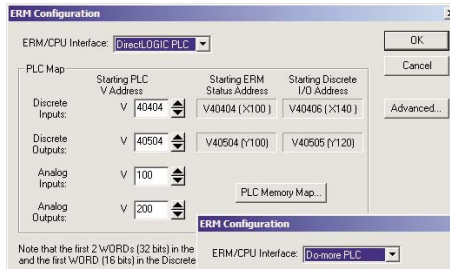 ERM Configuration
ERM/CPU Interface: DirectLOGIC PLC
OK
Cancel
Advanced...
PLC Map
Starting PLC V Address
Starting ERM Status Address
Starting Discrete I/O Address
Discrete Inputs: V 40404 V40404 (X100) V40406 (X140)
Discrete Outputs: V 40504 V40504 (Y100) V40505 (Y120)
Analog Inputs: V 100
Analog Outputs: V 200
PLC Memory Map...
Note that the first 2 WORDs (32 bits) in the
and the first WORD (16 bits) in the Discrete
ERM Configuration
ERM/CPU Interface: Do-more PLC